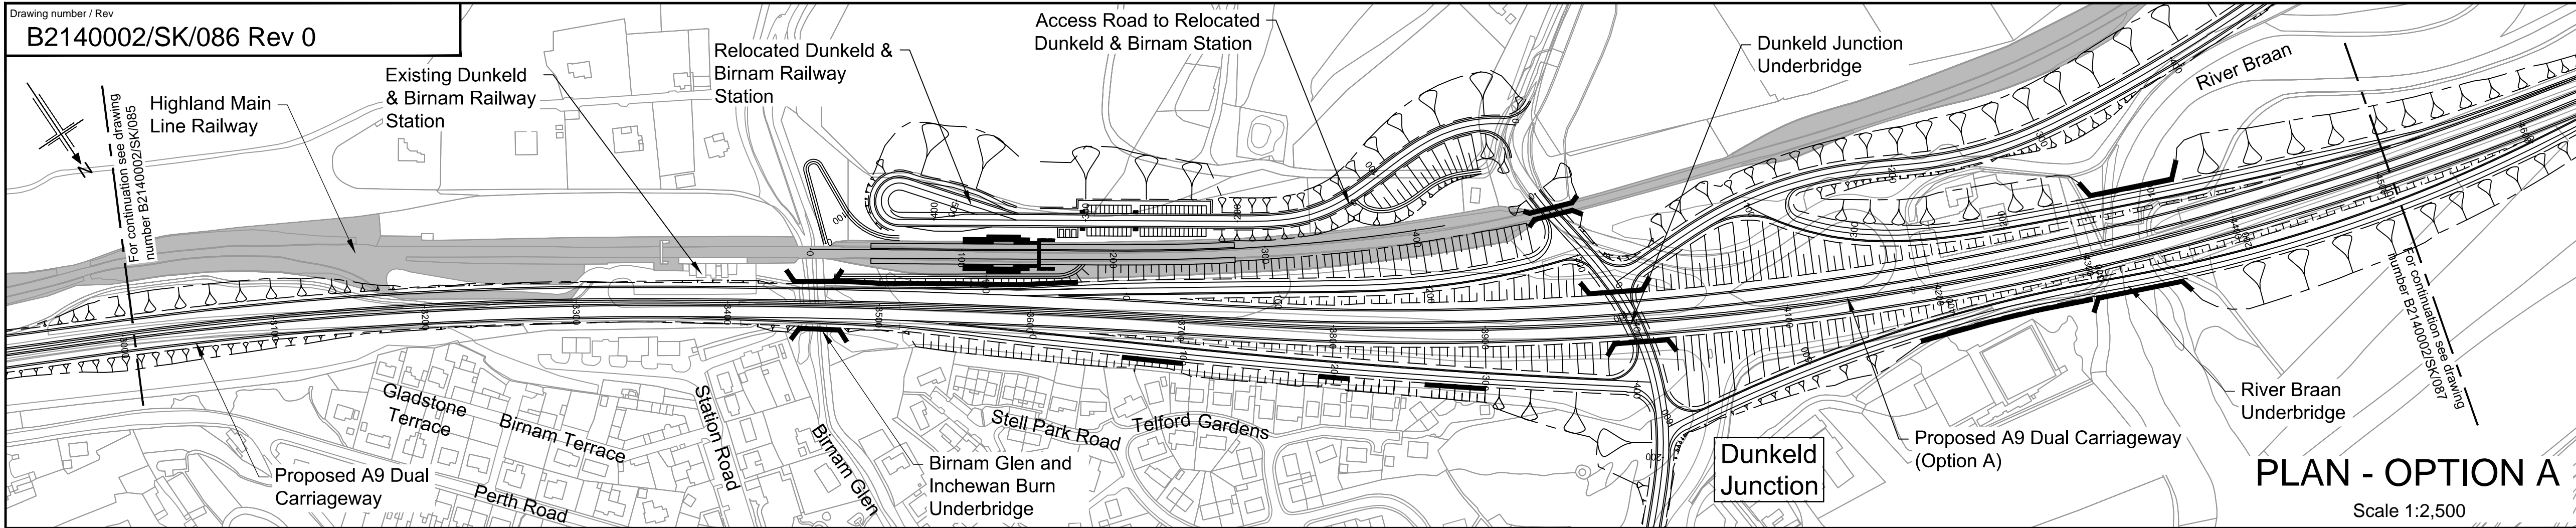 Drawing number / Rev
B2140002/SK/086 Rev 0
N
For continuation see drawing
number B2140002/SK/085
Highland Main
Line Railway
Existing Dunkeld
& Birnam Railway
Station
Relocated Dunkeld &
Birnam Railway
Station
Access Road to Relocated
Dunkeld & Birnam Station
Dunkeld Junction
Underbridge
River Braan
For continuation see drawing
number B2140002/SK/087
Gladstone
Terrace
Birnam Terrace
Station Road
Birnam Glen
Perth Road
Proposed A9 Dual
Carriageway
Birnam Glen and
Inchewan Burn
Underbridge
Stell Park Road
Telford Gardens
Dunkeld
Junction
Proposed A9 Dual Carriageway
(Option A)
River Braan
Underbridge
PLAN - OPTION A
Scale 1:2,500